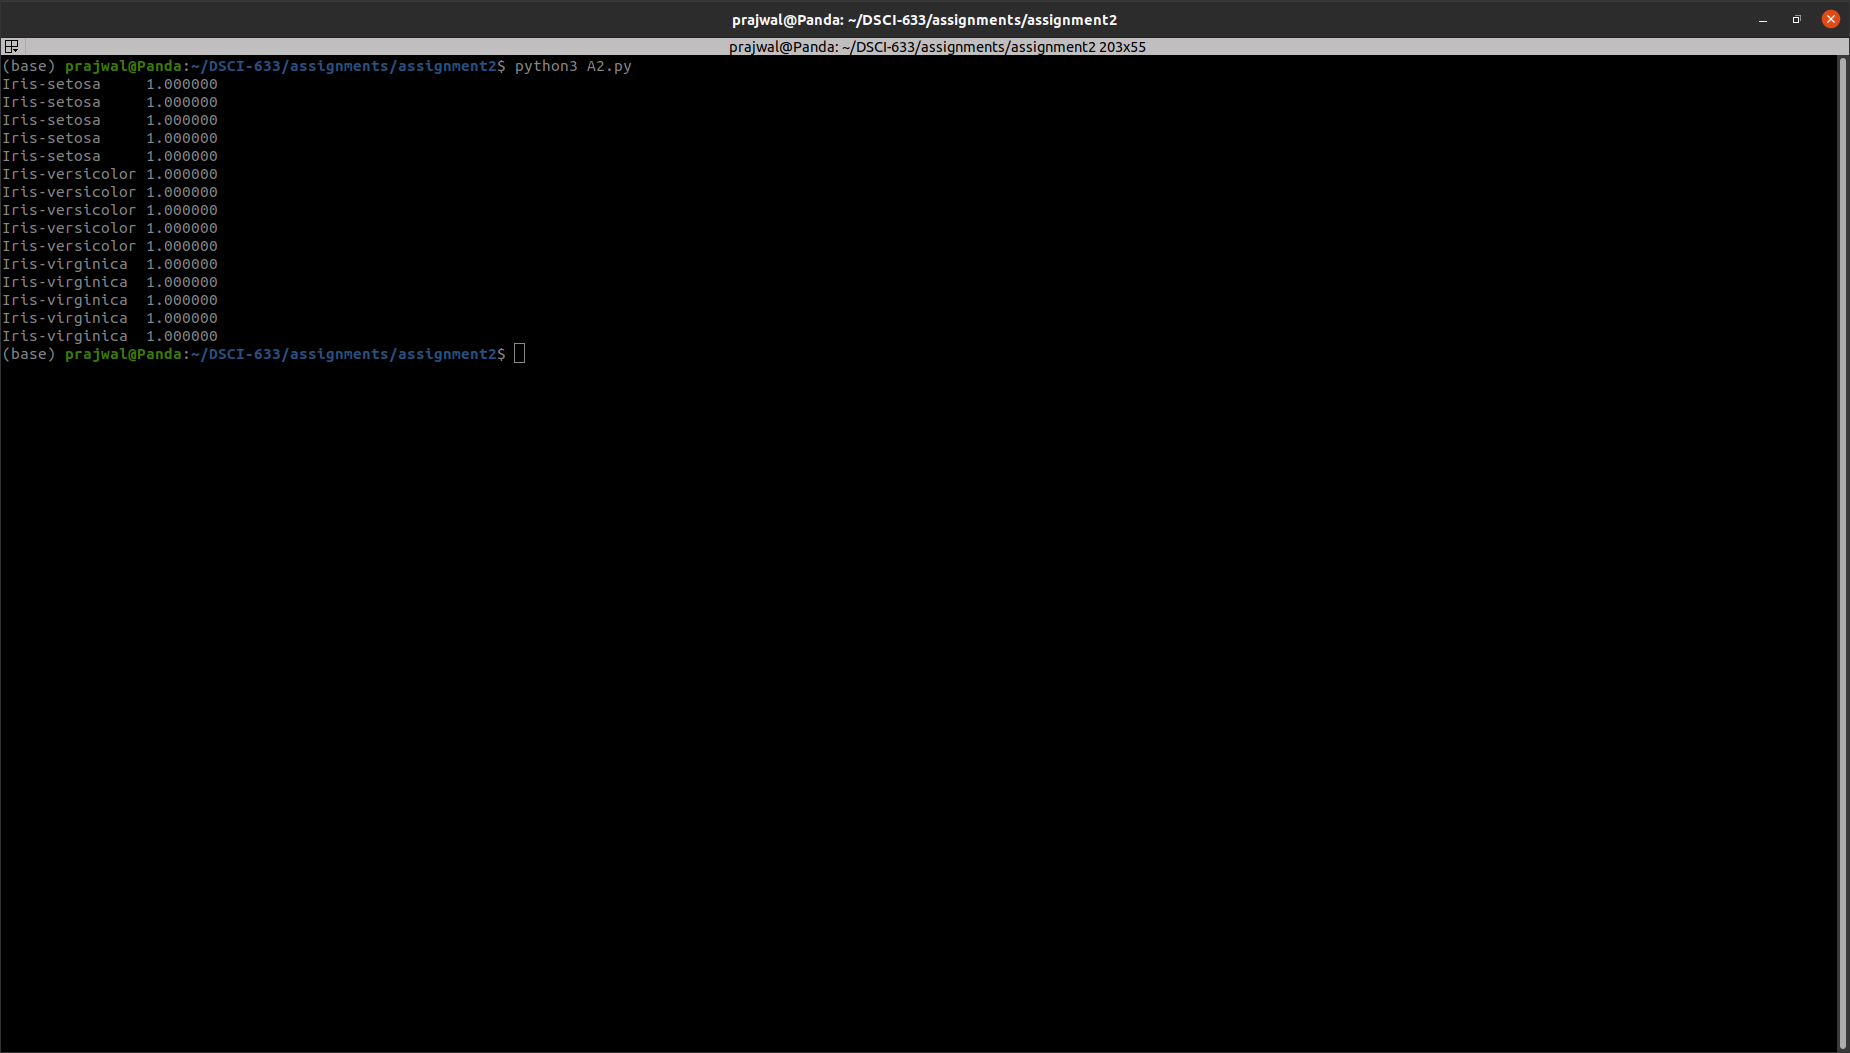 prajwal@Panda: ~/DSCI-633/assignments/assignment2
prajwal@Panda: ~/DSCI-633/assignments/assignment2 203x55
(base) prajwal@Panda:~/DSCI-633/assignments/assignment2$ python3 A2.py
Iris-setosa     1.000000
Iris-setosa     1.000000
Iris-setosa     1.000000
Iris-setosa     1.000000
Iris-setosa     1.000000
Iris-versicolor 1.000000
Iris-versicolor 1.000000
Iris-versicolor 1.000000
Iris-versicolor 1.000000
Iris-versicolor 1.000000
Iris-virginica  1.000000
Iris-virginica  1.000000
Iris-virginica  1.000000
Iris-virginica  1.000000
Iris-virginica  1.000000
(base) prajwal@Panda:~/DSCI-633/assignments/assignment2$